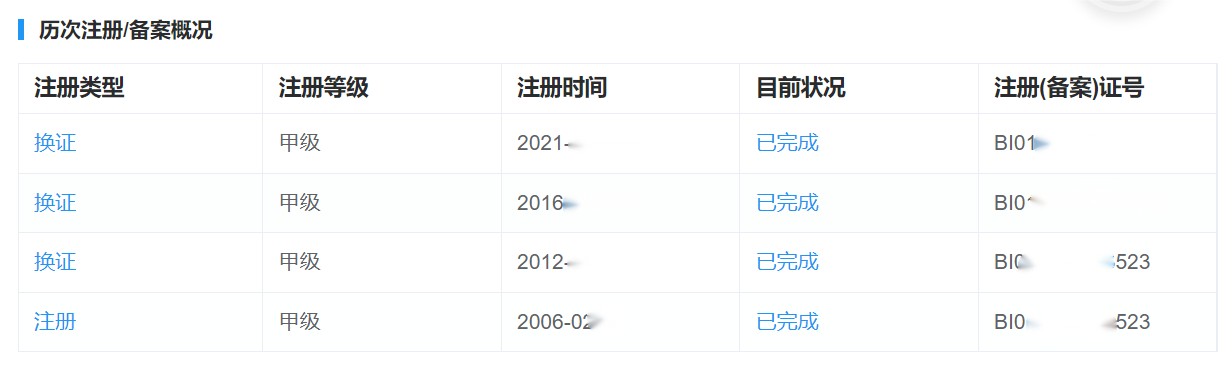 历次注册/备案概况
注册类型 注册等级 注册时间 目前状况 注册(备案)证号
换证 甲级 2021- 已完成 BI01
换证 甲级 2016 已完成 BI0
换证 甲级 2012- 已完成 BI0 523
注册 甲级 2006-02 已完成 BI0 523